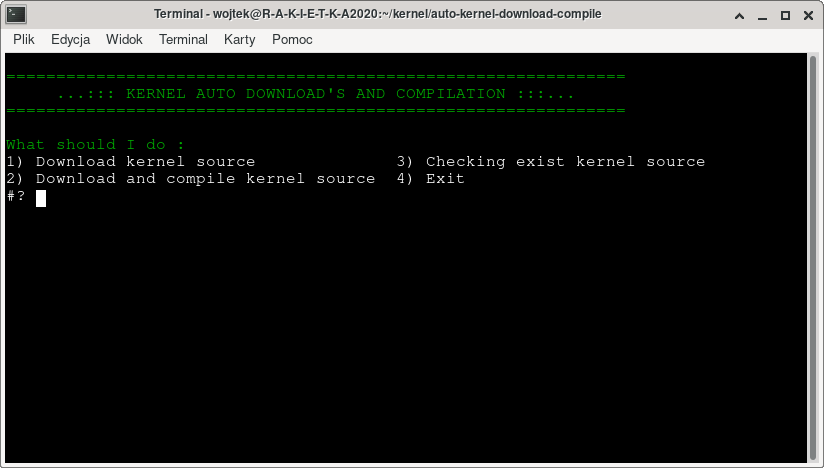 Terminal - wojtek@R-A-K-I-E-T-K-A2020:~/kernel/auto-kernel-download-compile
Plik Edycja Widok Terminal Karty Pomoc
==============================================================
...::: KERNEL AUTO DOWNLOAD'S AND COMPILATION :::...
==============================================================
What should I do :
1) Download kernel source 3) Checking exist kernel source
2) Download and compile kernel source 4) Exit
#?